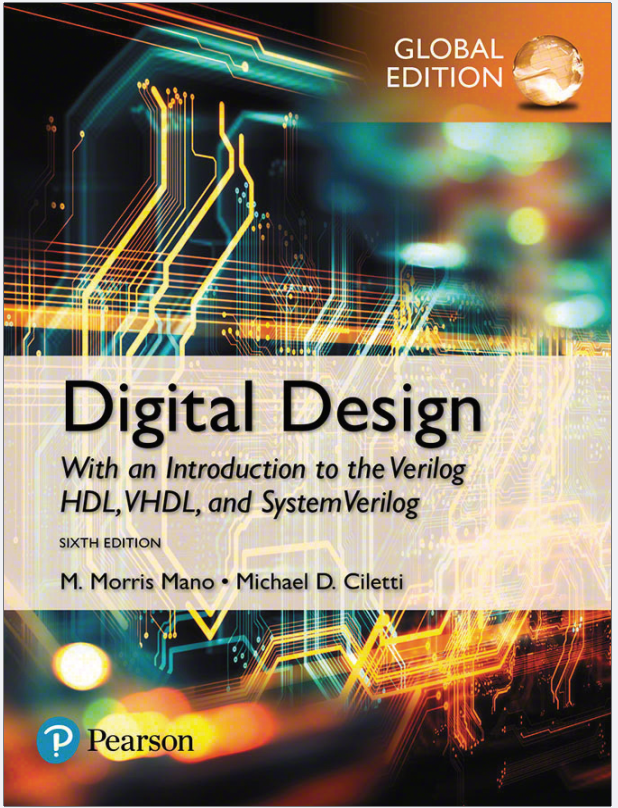 GLOBAL
EDITION
Digital Design
With an Introduction to the Verilog
HDL, VHDL, and SystemVerilog
SIXTH EDITION
M. Morris Mano • Michael D. Ciletti
P Pearson